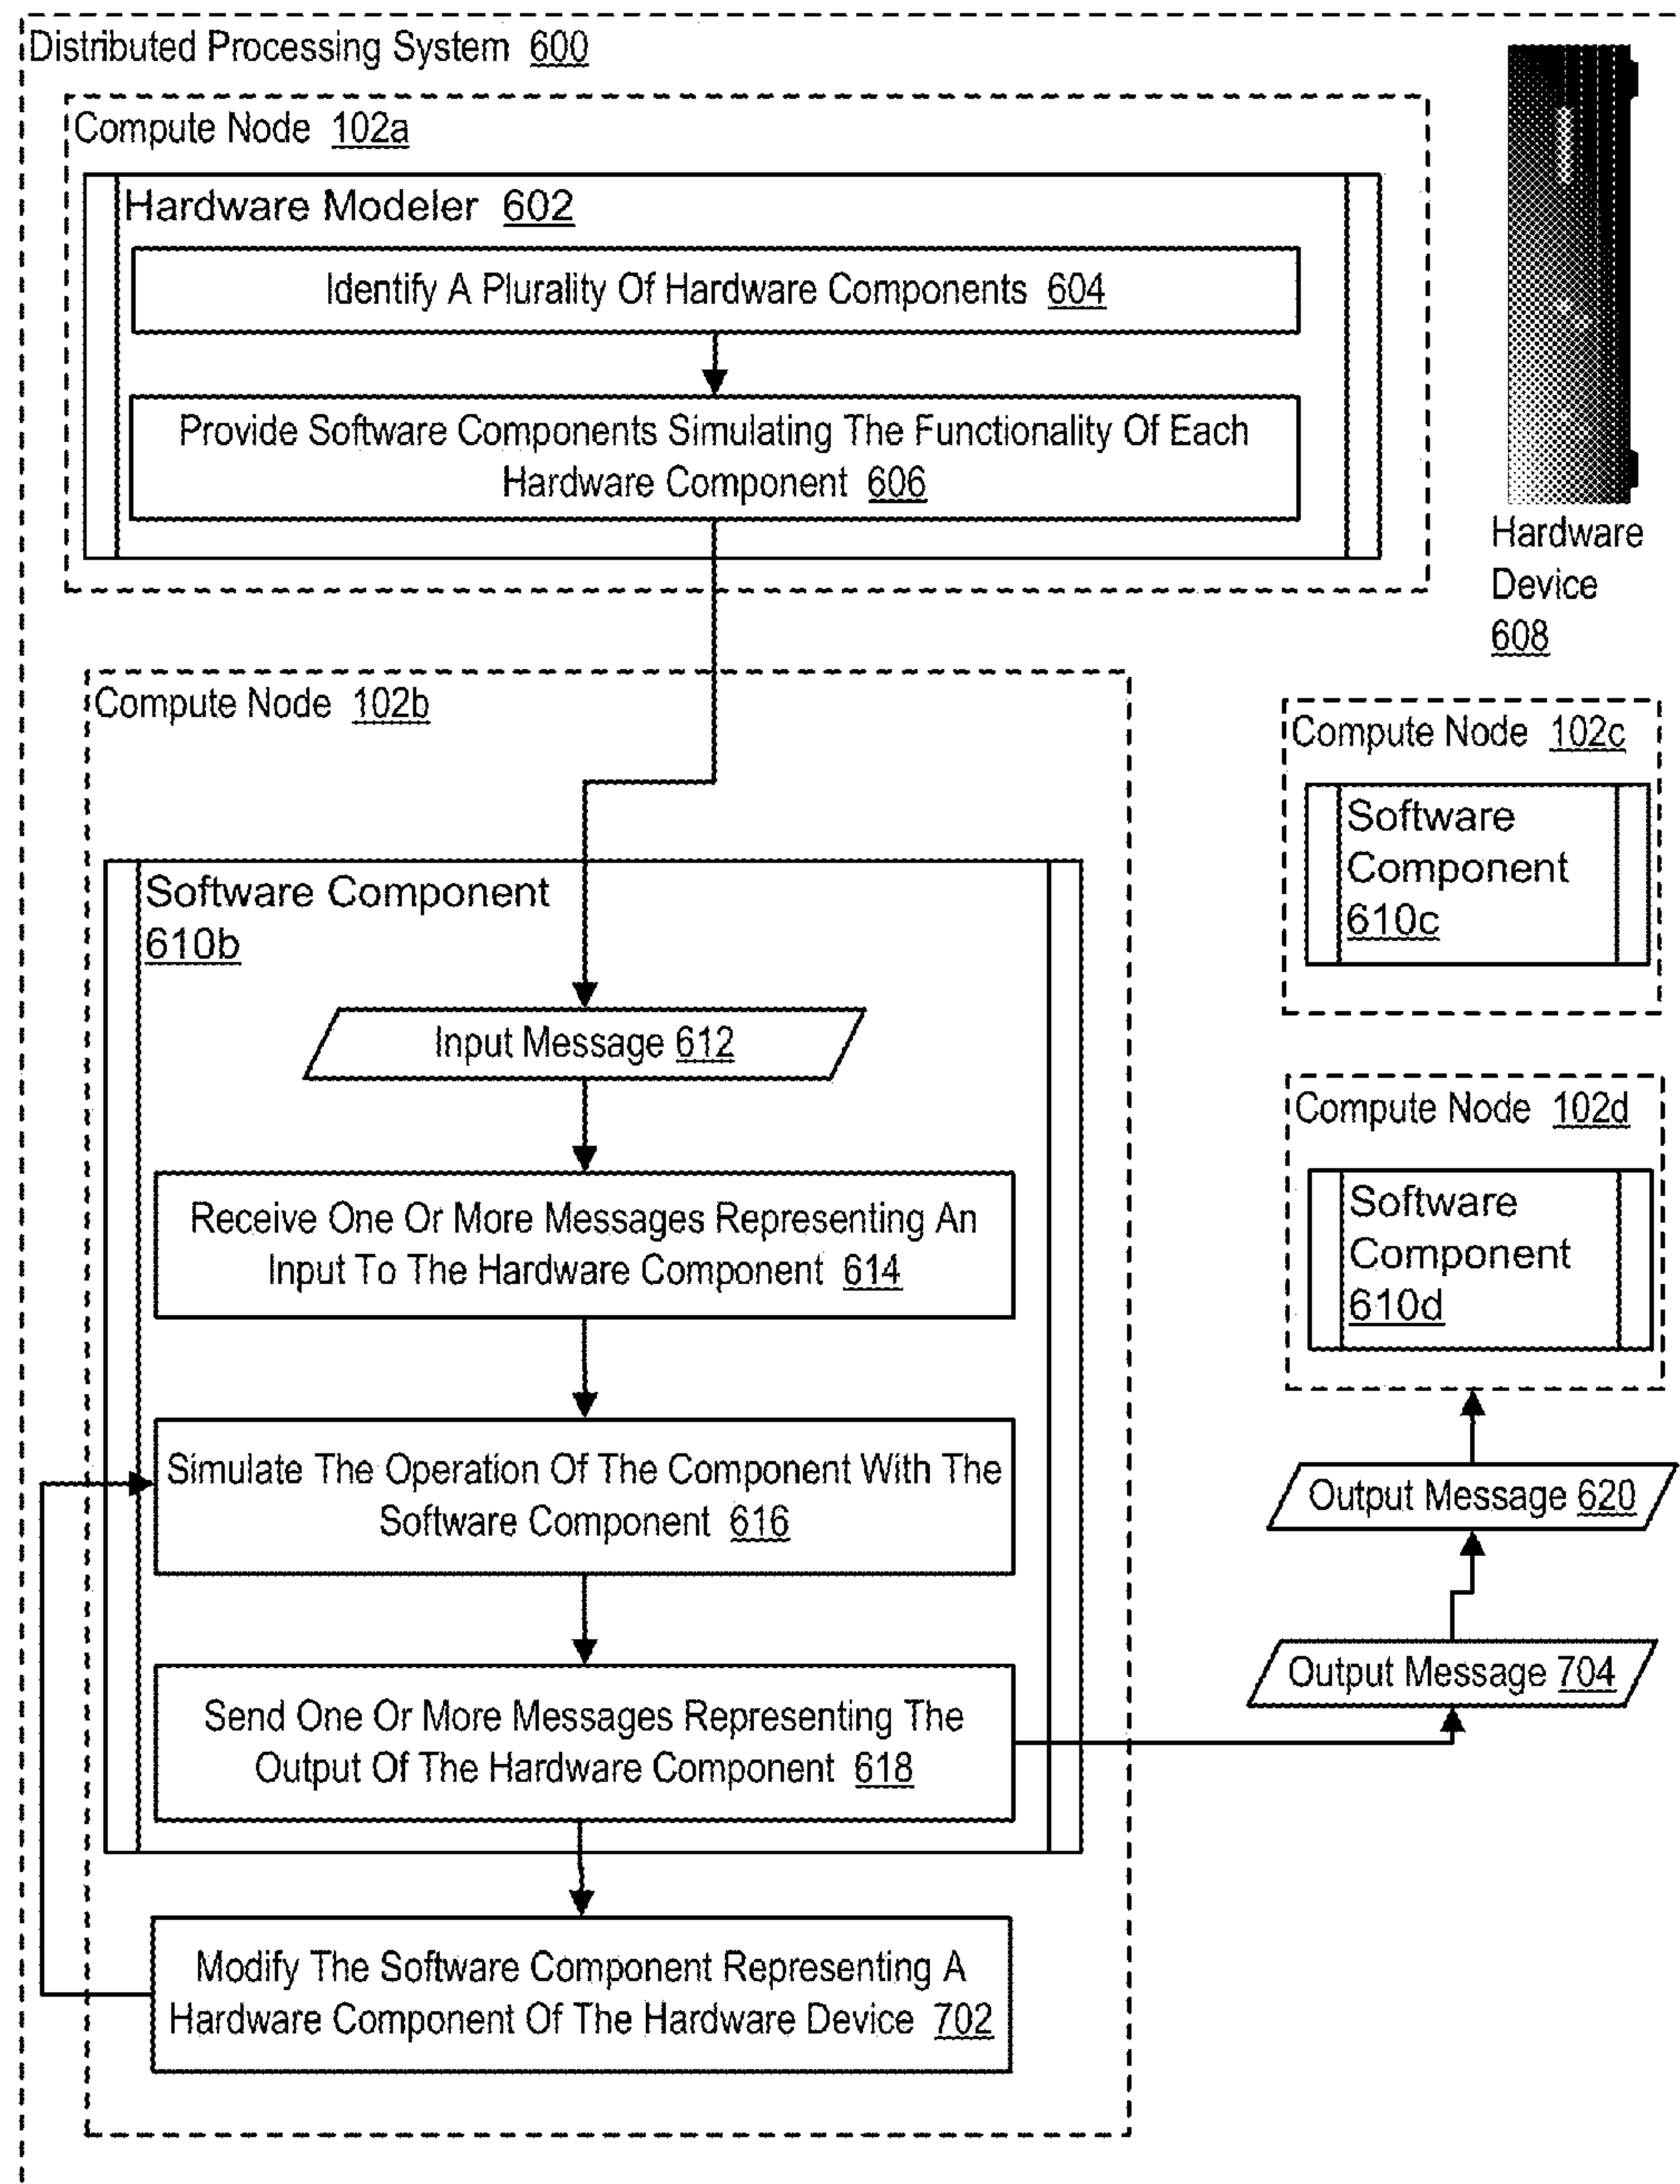 Distributed Processing System 600
Compute Node 102a
Hardware Modeler 602
Identify A Plurality Of Hardware Components 604
Provide Software Components Simulating The Functionality Of Each
Hardware Component 606
Hardware
Device
608
Compute Node 102b
Software Component
610b
Input Message 612
Receive One Or More Messages Representing An
Input To The Hardware Component 614
Simulate The Operation Of The Component With The
Software Component 616
Send One Or More Messages Representing The
Output Of The Hardware Component 618
Modify The Software Component Representing A
Hardware Component Of The Hardware Device 702
Compute Node 102c
Software
Component
610c
Compute Node 102d
Software
Component
610d
Output Message 620
Output Message 704